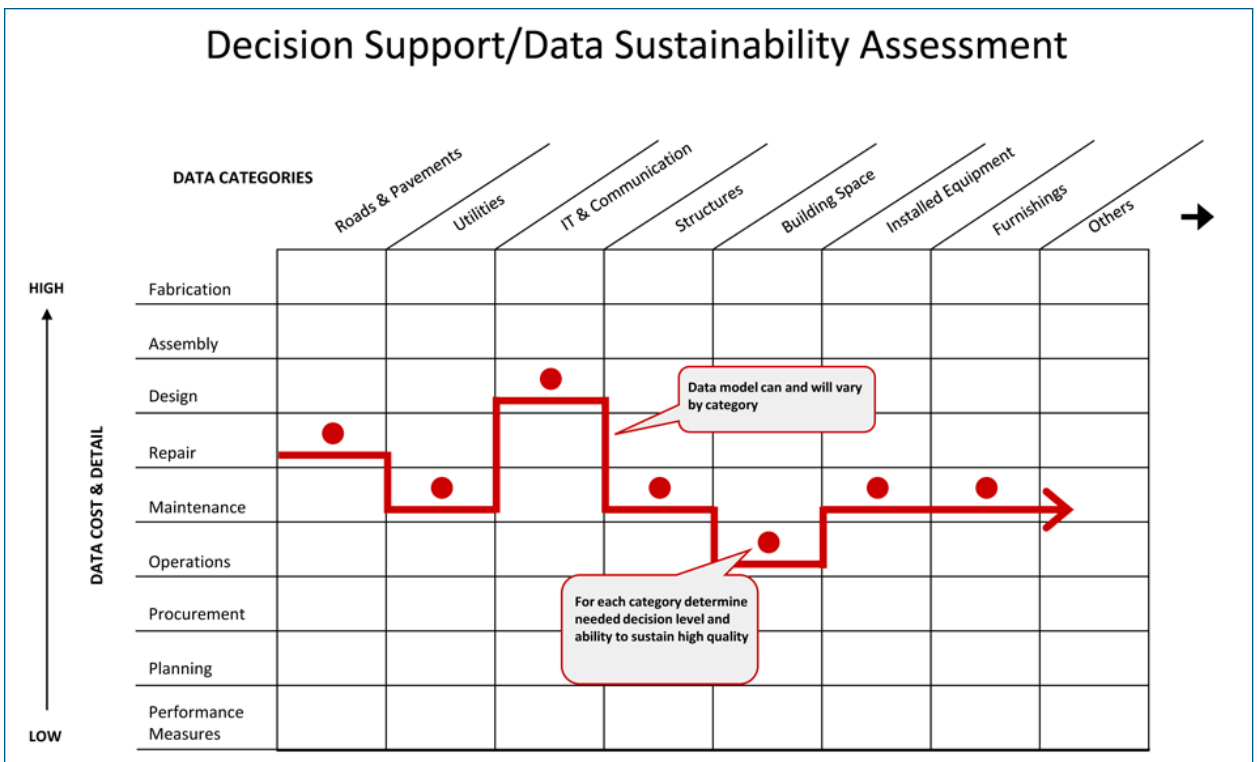 Decision Support/Data Sustainability Assessment
DATA CATEGORIES
Roads & Pavements
Utilities
IT & Communication
Structures
Building Space
Installed Equipment
Furnishings
Others
HIGH
DATA COST & DETAIL
LOW
Fabrication
Assembly
Design
Repair
Maintenance
Operations
Procurement
Planning
Performance
Measures
Data model can and will vary
by category
For each category determine
needed decision level and
ability to sustain high quality